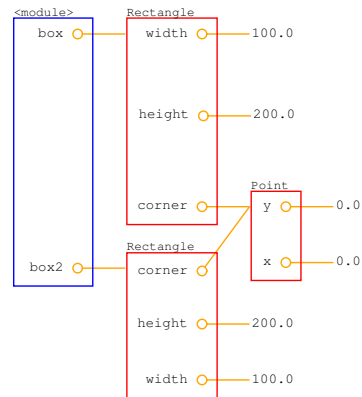 <module> Rectangle
box width 100.0
height 200.0
Point
corner y 0.0
Rectangle
x 0.0
box2 corner
height 200.0
width 100.0